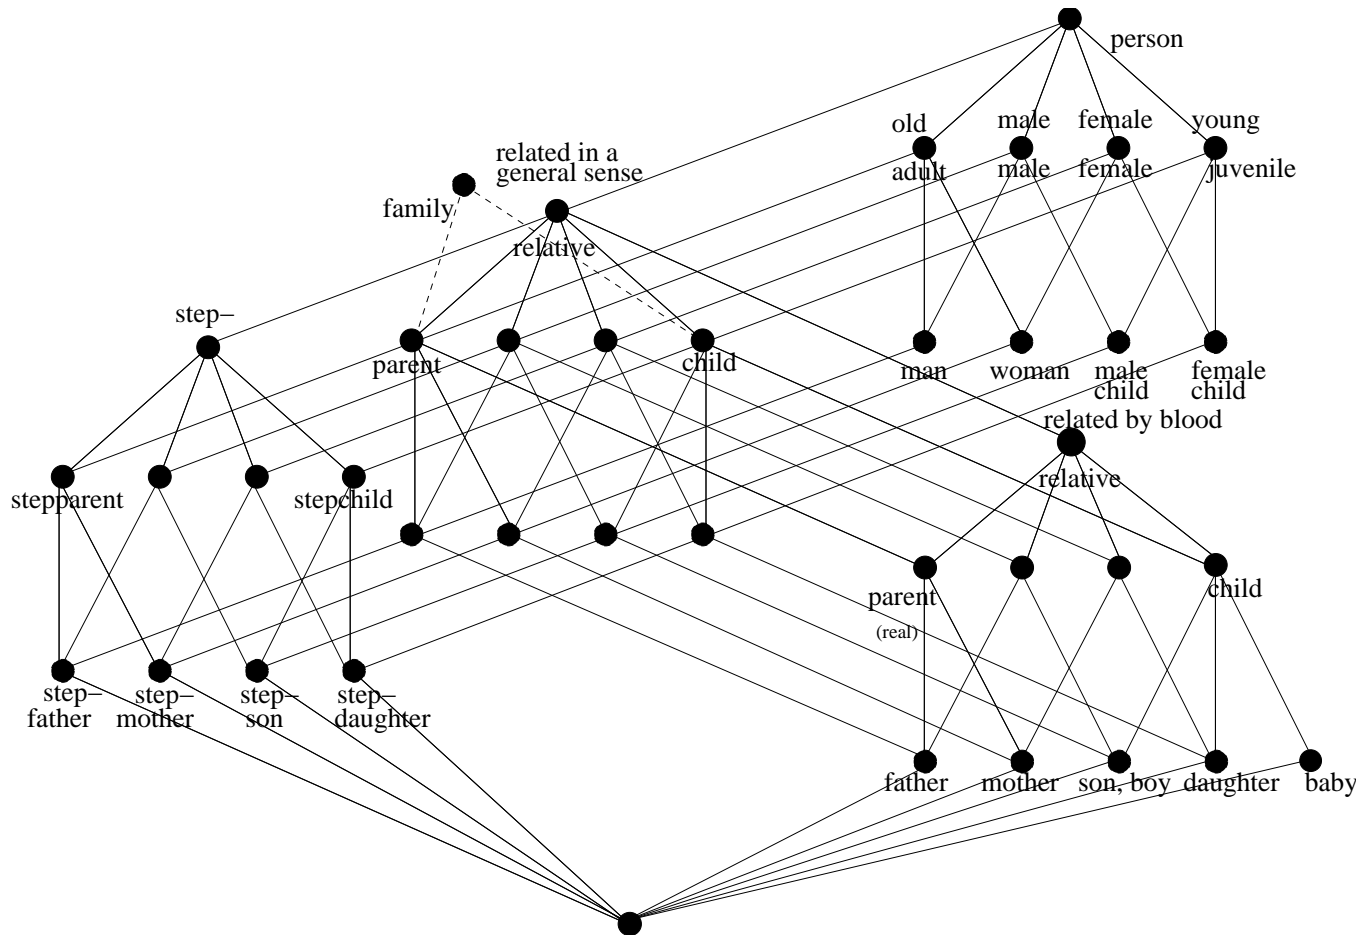 person
old
male
female
young
related in a
general sense
adult
male
female
juvenile
family
relative
step–
parent
child
man
woman
male
child
female
child
related by blood
relative
stepparent
stepchild
parent
(real)
child
step–
father
step–
mother
step–
son
step–
daughter
father
mother
son, boy
daughter
baby